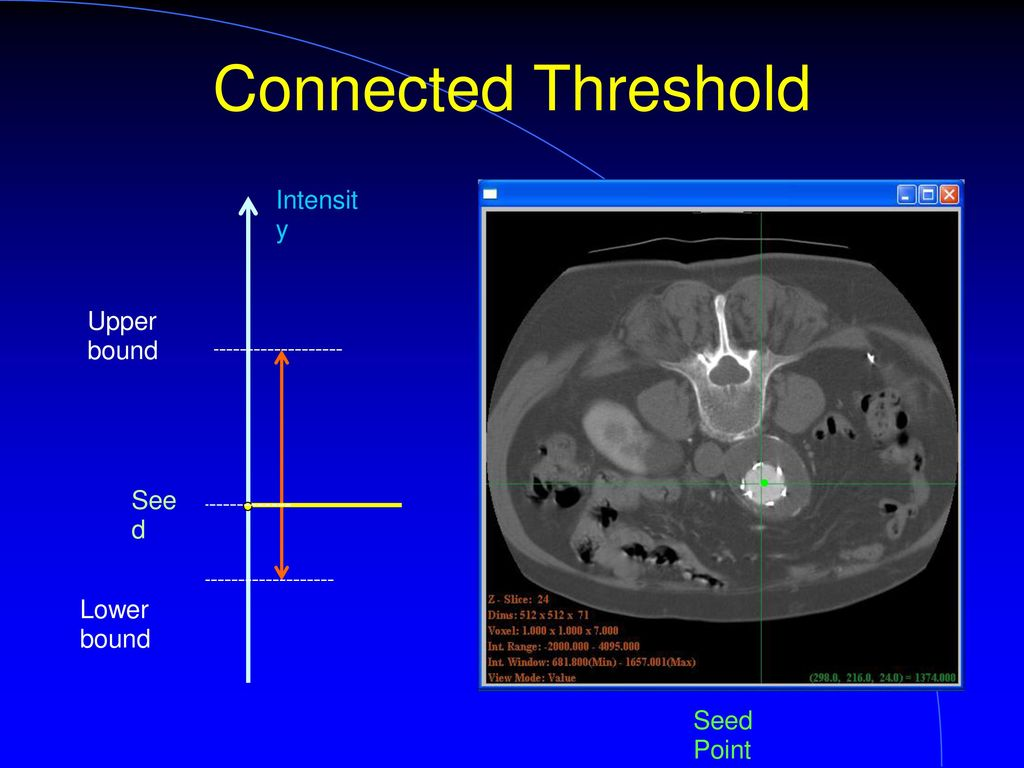 Connected Threshold
Intensit
y
Upper
bound
See
d
Lower
bound
Z - Slice: 24
Dims: 512 x 512 x 71
Voxel: 1.000 x 1.000 x 7.000
Int. Range: -2000.000 - 4095.000
Int. Window: 681.800(Min) - 1657.001(Max)
View Mode: Value
(298.0, 216.0, 24.0) = 1374.000
Seed
Point